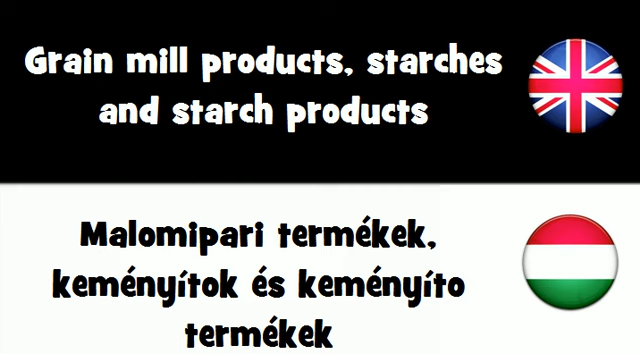 Grain mill products, starches
and starch products
Malomipari termékek,
keményítok és keményíto
termékek